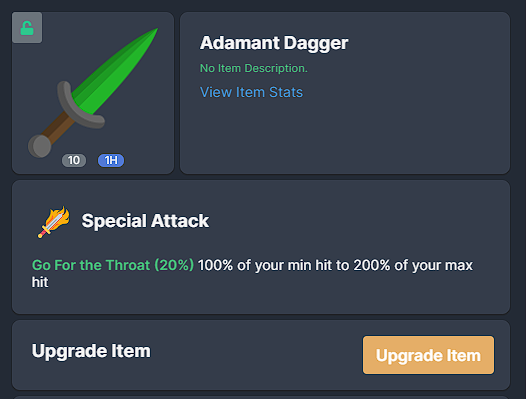 Adamant Dagger
No Item Description.
View Item Stats
10 1H
Special Attack
Go For the Throat (20%) 100% of your min hit to 200% of your max
hit
Upgrade Item
Upgrade Item